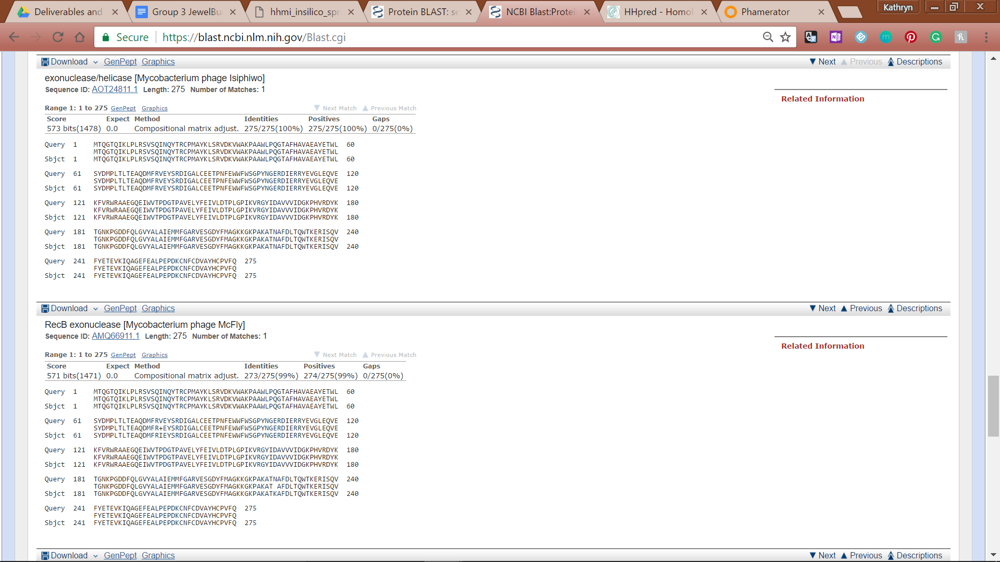 Deliverables and
Group 3 JewelBu
hhmi_insilico_spr
Protein BLAST: se
NCBI Blast:Protei
HHpred - Homol
Phamerator
Kathryn
Secure
https://blast.ncbi.nlm.nih.gov/Blast.cgi
Download GenPept Graphics
Next Previous Descriptions
exonuclease/helicase [Mycobacterium phage Isiphiwo]
Sequence ID: AOT24811.1 Length: 275 Number of Matches: 1
Related Information
Range 1: 1 to 275 GenPept Graphics Next Match Previous Match
Score Expect Method Identities Positives Gaps
573 bits(1478) 0.0 Compositional matrix adjust. 275/275(100%) 275/275(100%) 0/275(0%)
Query 1 MTQGTQIKLPLRSVSQINQYTRCPMAYKLSRVDKVWAKPAAWLPQGTAFHAVAEAYETWL 60
MTQGTQIKLPLRSVSQINQYTRCPMAYKLSRVDKVWAKPAAWLPQGTAFHAVAEAYETWL
Sbjct 1 MTQGTQIKLPLRSVSQINQYTRCPMAYKLSRVDKVWAKPAAWLPQGTAFHAVAEAYETWL 60
Query 61 SYDMPLTLTEAQDMFRVEYSRDIGALCEETPNFEWWFWSGPYNGERDIERRYEVGLEQVE 120
SYDMPLTLTEAQDMFRVEYSRDIGALCEETPNFEWWFWSGPYNGERDIERRYEVGLEQVE
Sbjct 61 SYDMPLTLTEAQDMFRVEYSRDIGALCEETPNFEWWFWSGPYNGERDIERRYEVGLEQVE 120
Query 121 KFVRWRAAEGQEIWVTPDGTPAVELYFEIVLDTPLGPIKVRGYIDAVVVIDGKPHVRDYK 180
KFVRWRAAEGQEIWVTPDGTPAVELYFEIVLDTPLGPIKVRGYIDAVVVIDGKPHVRDYK
Sbjct 121 KFVRWRAAEGQEIWVTPDGTPAVELYFEIVLDTPLGPIKVRGYIDAVVVIDGKPHVRDYK 180
Query 181 TGNKPGDDFQLGVYALAIEMMFGARVESGDYFMAGKKGKPAKATNAFDLTQWTKERISQV 240
TGNKPGDDFQLGVYALAIEMMFGARVESGDYFMAGKKGKPAKATNAFDLTQWTKERISQV
Sbjct 181 TGNKPGDDFQLGVYALAIEMMFGARVESGDYFMAGKKGKPAKATNAFDLTQWTKERISQV 240
Query 241 FYETEVKIQAGEFEALPEPDKCNFCDVAYHCPVFQ 275
FYETEVKIQAGEFEALPEPDKCNFCDVAYHCPVFQ
Sbjct 241 FYETEVKIQAGEFEALPEPDKCNFCDVAYHCPVFQ 275
Download GenPept Graphics
Next Previous Descriptions
RecB exonuclease [Mycobacterium phage McFly]
Sequence ID: AMQ66911.1 Length: 275 Number of Matches: 1
Related Information
Range 1: 1 to 275 GenPept Graphics Next Match Previous Match
Score Expect Method Identities Positives Gaps
571 bits(1471) 0.0 Compositional matrix adjust. 273/275(99%) 274/275(99%) 0/275(0%)
Query 1 MTQGTQIKLPLRSVSQINQYTRCPMAYKLSRVDKVWAKPAAWLPQGTAFHAVAEAYETWL 60
MTQGTQIKLPLRSVSQINQYTRCPMAYKLSRVDKVWAKPAAWLPQGTAFHAVAEAYETWL
Sbjct 1 MTQGTQIKLPLRSVSQINQYTRCPMAYKLSRVDKVWAKPAAWLPQGTAFHAVAEAYETWL 60
Query 61 SYDMPLTLTEAQDMFRVEYSRDIGALCEETPNFEWWFWSGPYNGERDIERRYEVGLEQVE 120
SYDMPLTLTEAQDMFR+EYSRDIGALCEETPNFEWWFWSGPYNGERDIERRYEVGLEQVE
Sbjct 61 SYDMPLTLTEAQDMFRIEYSRDIGALCEETPNFEWWFWSGPYNGERDIERRYEVGLEQVE 120
Query 121 KFVRWRAAEGQEIWVTPDGTPAVELYFEIVLDTPLGPIKVRGYIDAVVVIDGKPHVRDYK 180
KFVRWRAAEGQEIWVTPDGTPAVELYFEIVLDTPLGPIKVRGYIDAVVVIDGKPHVRDYK
Sbjct 121 KFVRWRAAEGQEIWVTPDGTPAVELYFEIVLDTPLGPIKVRGYIDAVVVIDGKPHVRDYK 180
Query 181 TGNKPGDDFQLGVYALAIEMMFGARVESGDYFMAGKKGKPAKATNAFDLTQWTKERISQV 240
TGNKPGDDFQLGVYALAIEMMFGARVESGDYFMAGKKGKPAKAT AFDLTQWTKERISQV
Sbjct 181 TGNKPGDDFQLGVYALAIEMMFGARVESGDYFMAGKKGKPAKATKAFDLTQWTKERISQV 240
Query 241 FYETEVKIQAGEFEALPEPDKCNFCDVAYHCPVFQ 275
FYETEVKIQAGEFEALPEPDKCNFCDVAYHCPVFQ
Sbjct 241 FYETEVKIQAGEFEALPEPDKCNFCDVAYHCPVFQ 275
Download GenPept Graphics
Next Previous Descriptions